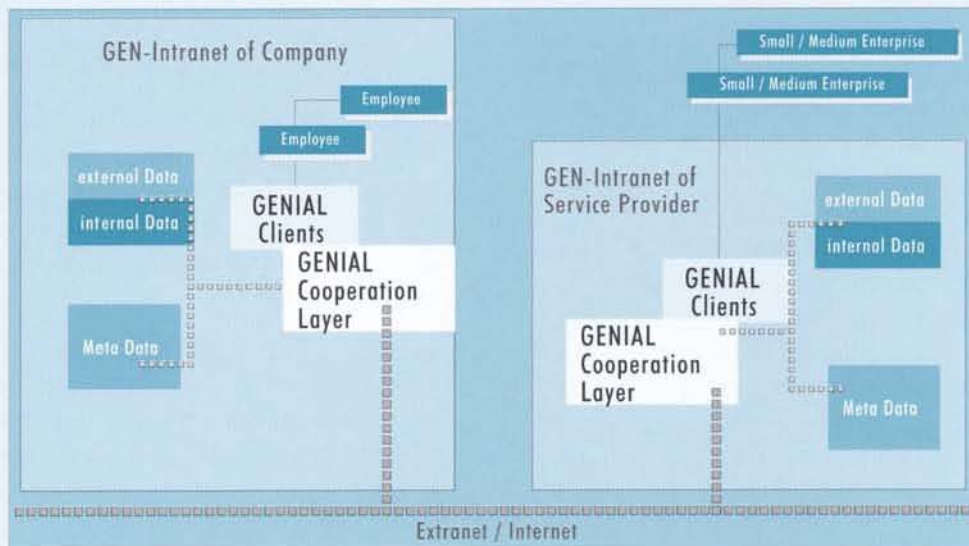 GEN-Intranet of Company
Employee
Employee
external Data
internal Data
GENIAL
Clients
GENIAL
Cooperation
Layer
Meta Data
Small / Medium Enterprise
Small / Medium Enterprise
GEN-Intranet of
Service Provider
external Data
internal Data
GENIAL
Clients
GENIAL
Cooperation
Layer
Meta Data
Extranet / Internet